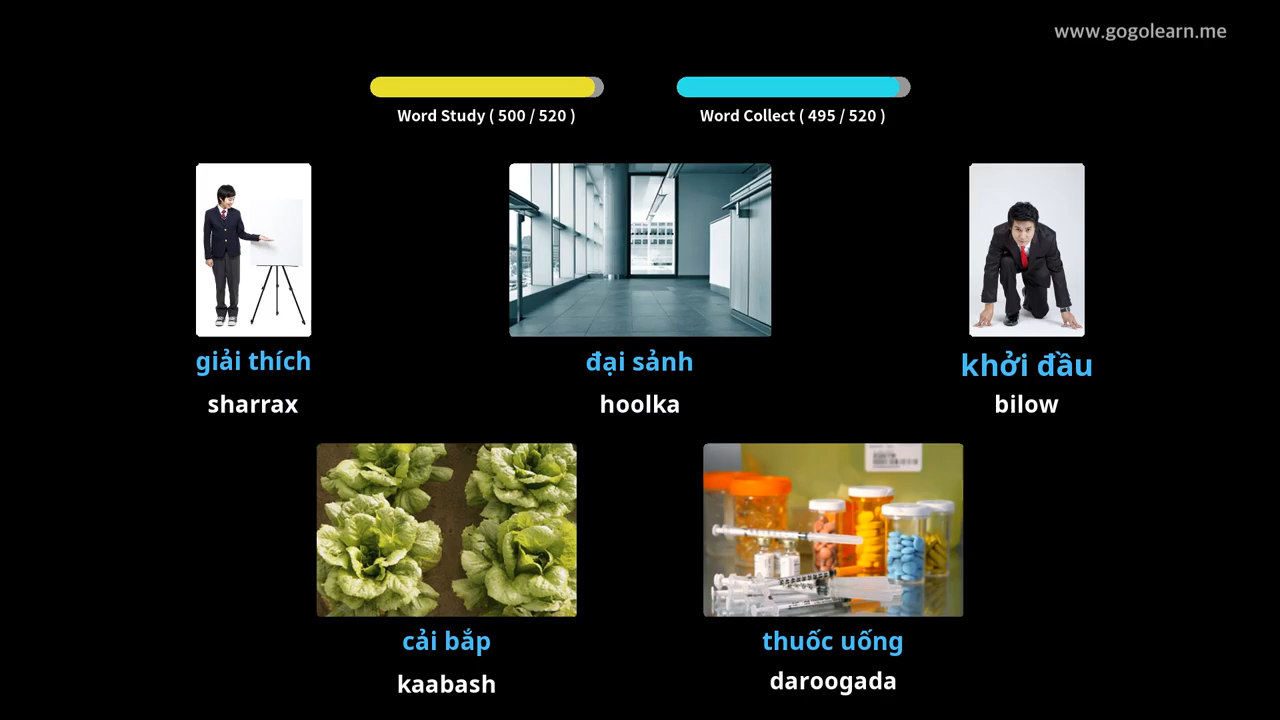 www.gogolearn.me
Word Study ( 500 / 520 )
Word Collect ( 495 / 520 )
giải thích
đại sảnh
khởi đầu
sharrax
hoolka
bilow
cải bắp
thuốc uống
kaabash
daroogada